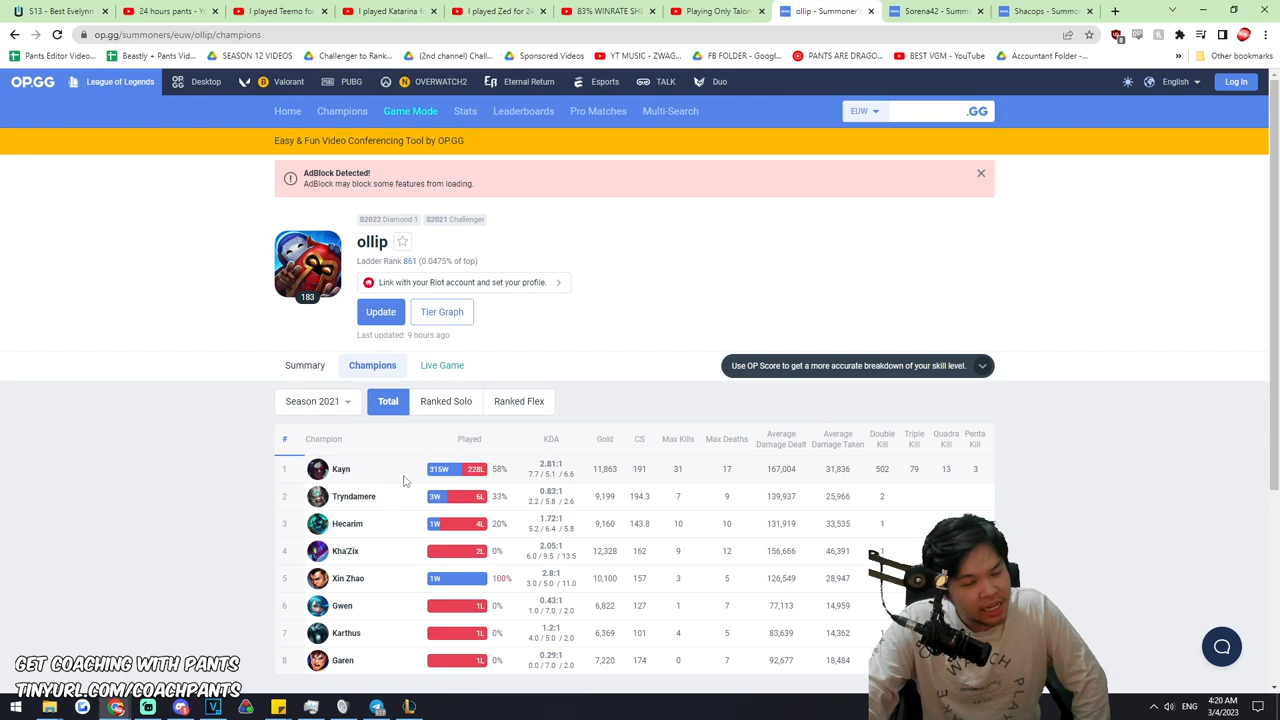 S13 - Best Evelynn
24 hours pants - Yo
I played Teemo for
I played Katarina for
83% WINRATE SHE
Playing Only Talon
ollip - Summoner S
Sorena42 - Summo
Shacops - Summon
op.gg/summoners/euw/ollip/champions
Pants Editor Video...
Beastly + Pants Vid...
SEASON 12 VIDEOS
Challenger to Ranke...
(2nd channel) Chall...
Sponsored Videos
YT MUSIC - ZWAG...
FB FOLDER - Googl...
PANTS ARE DRAGO...
BEST VGM - YouTube
Accountant Folder -...
Other bookmarks
OP.GG
League of Legends
Desktop
Valorant
PUBG
OVERWATCH2
Eternal Return
Esports
TALK
Duo
English
Log In
Home
Champions
Game Mode
Stats
Leaderboards
Pro Matches
Multi-Search
EUW
.GG
Easy & Fun Video Conferencing Tool by OP.GG
AdBlock Detected!
AdBlock may block some features from loading.
S2022 Diamond 1
S2021 Challenger
ollip
Ladder Rank 861 (0.0475% of top)
183
Link with your Riot account and set your profile.
Update
Tier Graph
Last updated: 9 hours ago
Summary
Champions
Live Game
Use OP Score to get a more accurate breakdown of your skill level.
Season 2021
Total
Ranked Solo
Ranked Flex
# Champion Played KDA Gold CS Max Kills Max Deaths Average Damage Dealt Average Damage Taken Double Kill Triple Kill Quadra Kill Penta Kill
1 Kayn 315W 228L 58% 2.81:1 7.7 / 5.1 / 6.6 11,863 191 31 17 167,004 31,836 502 79 13 3
2 Tryndamere 3W 6L 33% 0.83:1 2.2 / 5.8 / 2.6 9,199 194.3 7 9 139,937 25,966 2
3 Hecarim 1W 4L 20% 1.72:1 5.2 / 6.4 / 5.8 9,160 143.8 10 10 131,919 33,535 1
4 Kha'Zix 2L 0% 2.05:1 6.0 / 9.5 / 13.5 12,328 162 9 12 156,666 46,391 1
5 Xin Zhao 1W 100% 2.8:1 3.0 / 5.0 / 11.0 10,100 157 3 5 126,549 28,947
6 Gwen 1L 0% 0.43:1 1.0 / 7.0 / 2.0 6,822 127 1 7 77,113 14,959
7 Karthus 1L 0% 1.2:1 4.0 / 5.0 / 2.0 6,369 101 4 5 83,639 14,362 1
8 Garen 1L 0% 0.29:1 0.0 / 7.0 / 2.0 7,220 174 0 7 92,677 18,484
GET COACHING WITH PANTS
TINYURL.COM/COACHPANTS
ENG
4:20 AM
3/4/2023